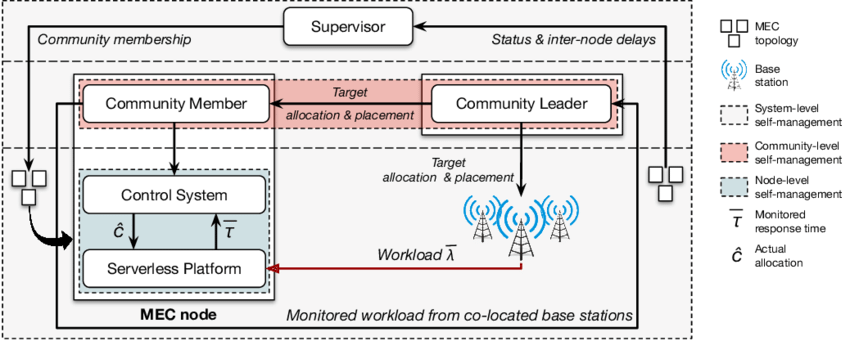 Supervisor
Community membership
Status & inter-node delays
Community Member
Target
allocation & placement
Community Leader
Target
allocation & placement
Control System
Ĉ
τ̅
Serverless Platform
Workload λ̅
MEC node
Monitored workload from co-located base stations
MEC
topology
Base
station
System-level
self-management
Community-level
self-management
Node-level
self-management
τ̅ Monitored
response time
ĉ Actual
allocation